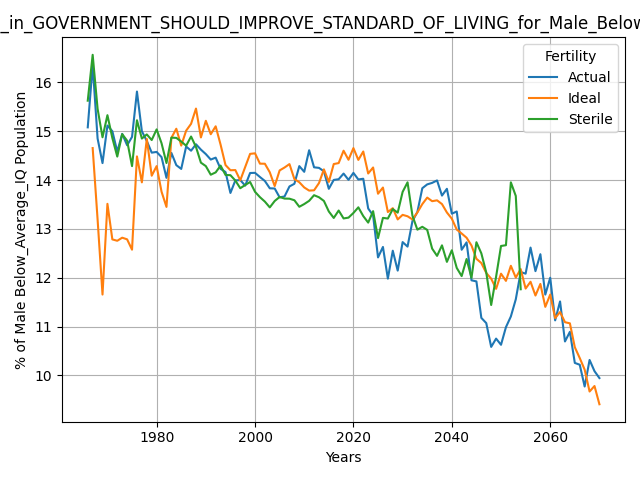 _in_GOVERNMENT_SHOULD_IMPROVE_STANDARD_OF_LIVING_for_Male_Below
Fertility
Actual
Ideal
Sterile
% of Male Below_Average_IQ Population
16
15
14
13
12
11
10
1980
2000
2020
2040
2060
Years